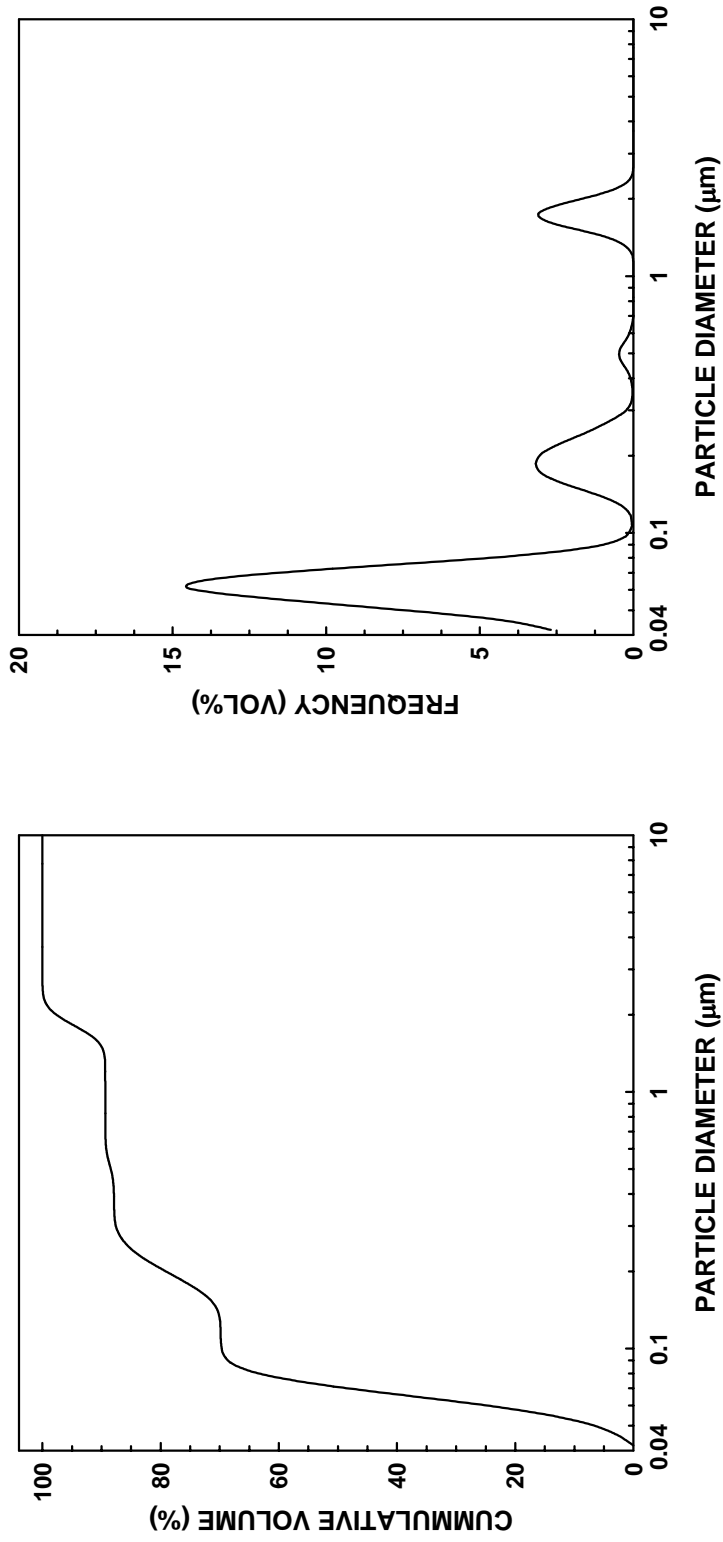 CUMMULATIVE VOLUME (%)
100
80
60
40
20
0
0.04 0.1 1 10
PARTICLE DIAMETER (µm)
FREQUENCY (VOL%)
20
15
10
5
0
0.04 0.1 1 10
PARTICLE DIAMETER (µm)